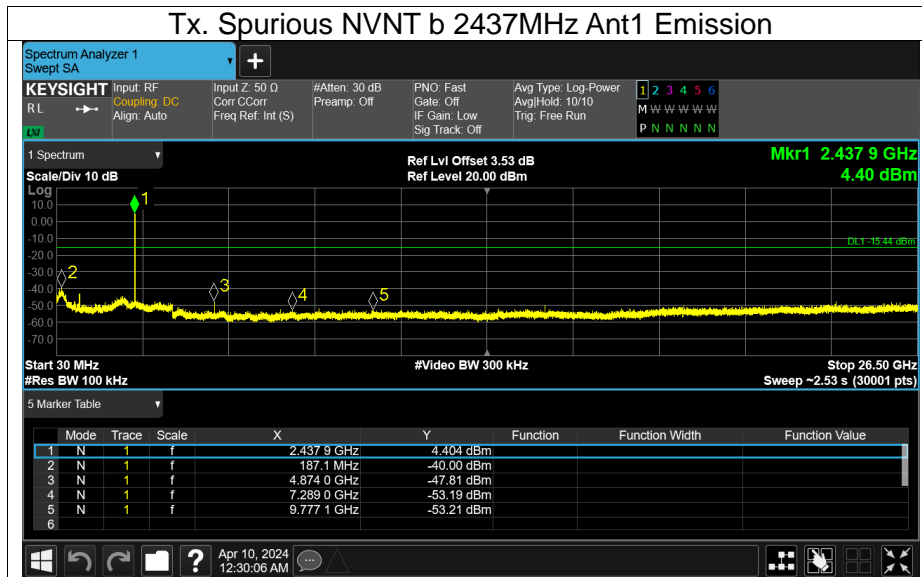 Tx. Spurious NVNT b 2437MHz Ant1 Emission
Spectrum Analyzer 1
Swept SA
+
KEYSIGHT Input: RF Input Z: 50 Ω #Atten: 30 dB PNO: Fast Avg Type: Log-Power 1 2 3 4 5 6
RL Coupling: DC Corr CCorr Preamp: Off Gate: Off Avg|Hold: 10/10 M W W W W W
Align: Auto Freq Ref: Int (S) IF Gain: Low Trig: Free Run
LXI Sig Track: Off P N N N N N
1 Spectrum Ref Lvl Offset 3.53 dB Mkr1 2.437 9 GHz
Scale/Div 10 dB Ref Level 20.00 dBm 4.40 dBm
Log
10.0
0.00
-10.0
-20.0
-30.0
-40.0
-50.0
-60.0
-70.0
1
2
3
4
5
DL1 -15.44 dBm
Start 30 MHz #Video BW 300 kHz Stop 26.50 GHz
#Res BW 100 kHz Sweep ~2.53 s (30001 pts)
5 Marker Table
Mode Trace Scale X Y Function Function Width Function Value
1 N 1 f 2.437 9 GHz 4.404 dBm
2 N 1 f 187.1 MHz -40.00 dBm
3 N 1 f 4.874 0 GHz -47.81 dBm
4 N 1 f 7.289 0 GHz -53.19 dBm
5 N 1 f 9.777 1 GHz -53.21 dBm
6
? Apr 10, 2024
12:30:06 AM